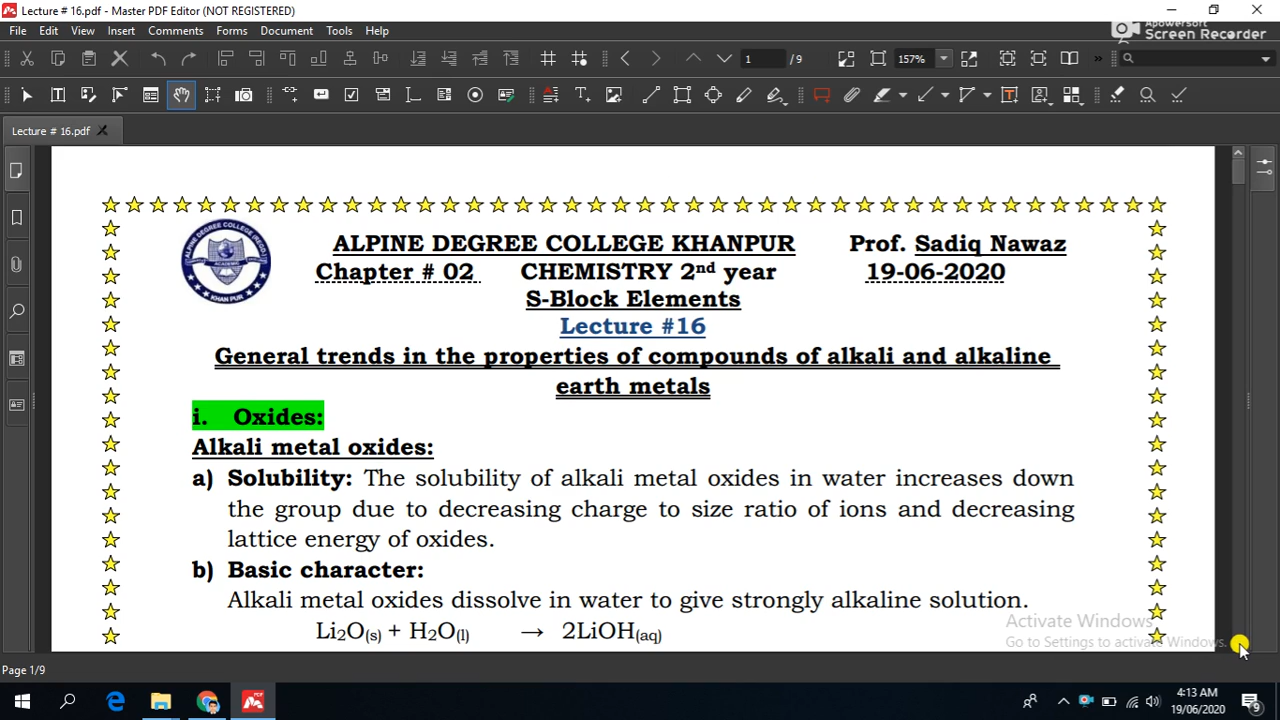 Lecture # 16.pdf - Master PDF Editor (NOT REGISTERED)
File Edit View Insert Comments Forms Document Tools Help
Apowersoft
Screen Recorder
1 / 9 157%
Lecture # 16.pdf
ALPINE DEGREE COLLEGE KHANPUR Prof. Sadiq Nawaz
Chapter # 02 CHEMISTRY 2nd year 19-06-2020
S-Block Elements
Lecture #16
General trends in the properties of compounds of alkali and alkaline
earth metals
i. Oxides:
Alkali metal oxides:
a) Solubility: The solubility of alkali metal oxides in water increases down
the group due to decreasing charge to size ratio of ions and decreasing
lattice energy of oxides.
b) Basic character:
Alkali metal oxides dissolve in water to give strongly alkaline solution.
Li2O(s) + H2O(l) → 2LiOH(aq)
Activate Windows
Go to Settings to activate Windows.
Page 1/9
4:13 AM
19/06/2020
9